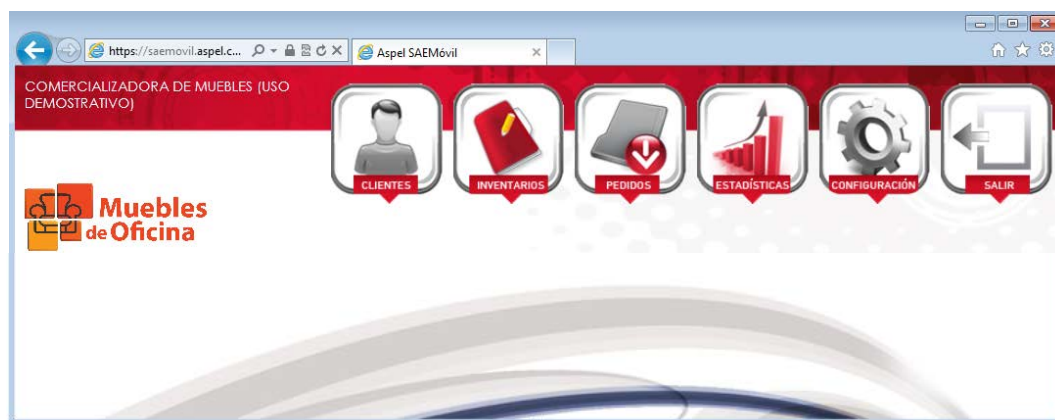 https://saemovil.aspel.c...
Aspel SAEMóvil
COMERCIALIZADORA DE MUEBLES (USO
DEMOSTRATIVO)
CLIENTES
INVENTARIOS
PEDIDOS
ESTADÍSTICAS
CONFIGURACIÓN
SALIR
Muebles
de Oficina